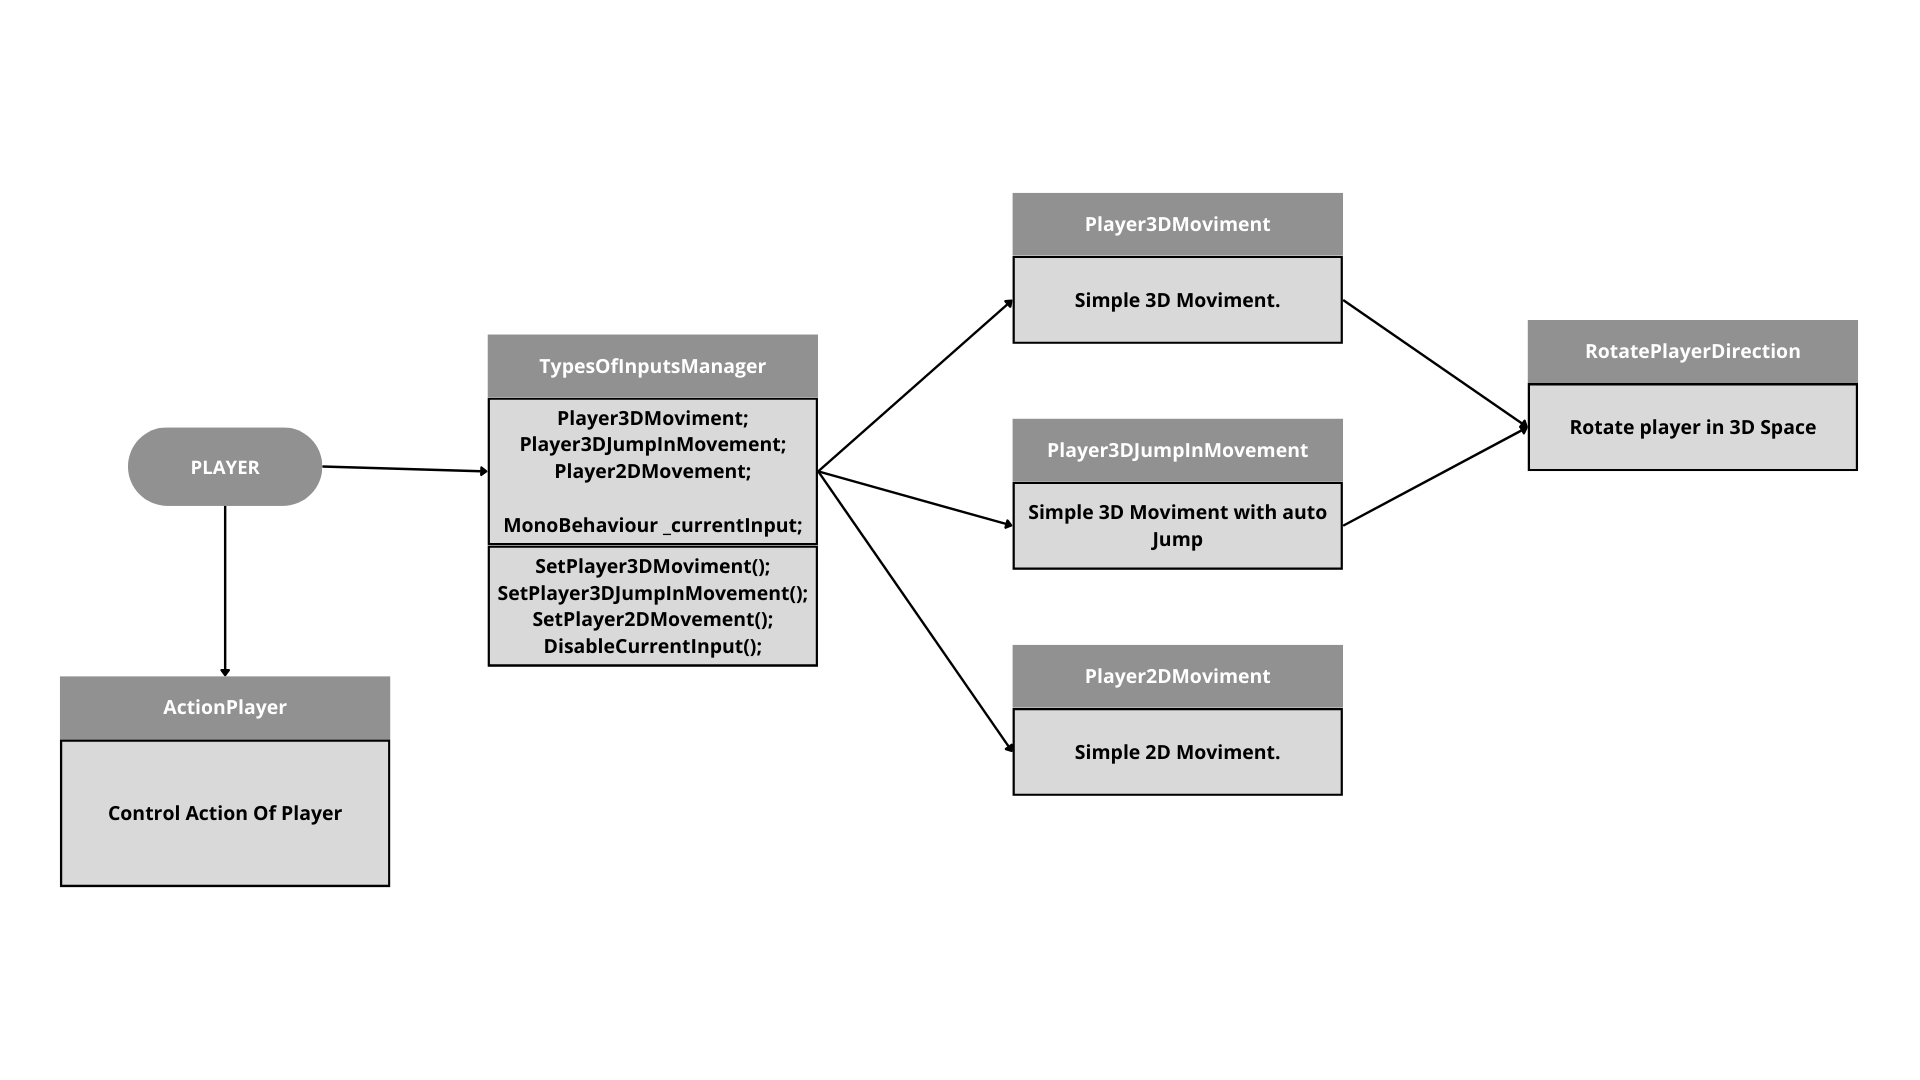 PLAYER
ActionPlayer
Control Action Of Player
TypesOfInputsManager
Player3DMoviment;
Player3DJumpInMovement;
Player2DMovement;
MonoBehaviour _currentInput;
SetPlayer3DMoviment();
SetPlayer3DJumpInMovement();
SetPlayer2DMovement();
DisableCurrentInput();
Player3DMoviment
Simple 3D Moviment.
Player3DJumpInMovement
Simple 3D Moviment with auto
Jump
Player2DMoviment
Simple 2D Moviment.
RotatePlayerDirection
Rotate player in 3D Space